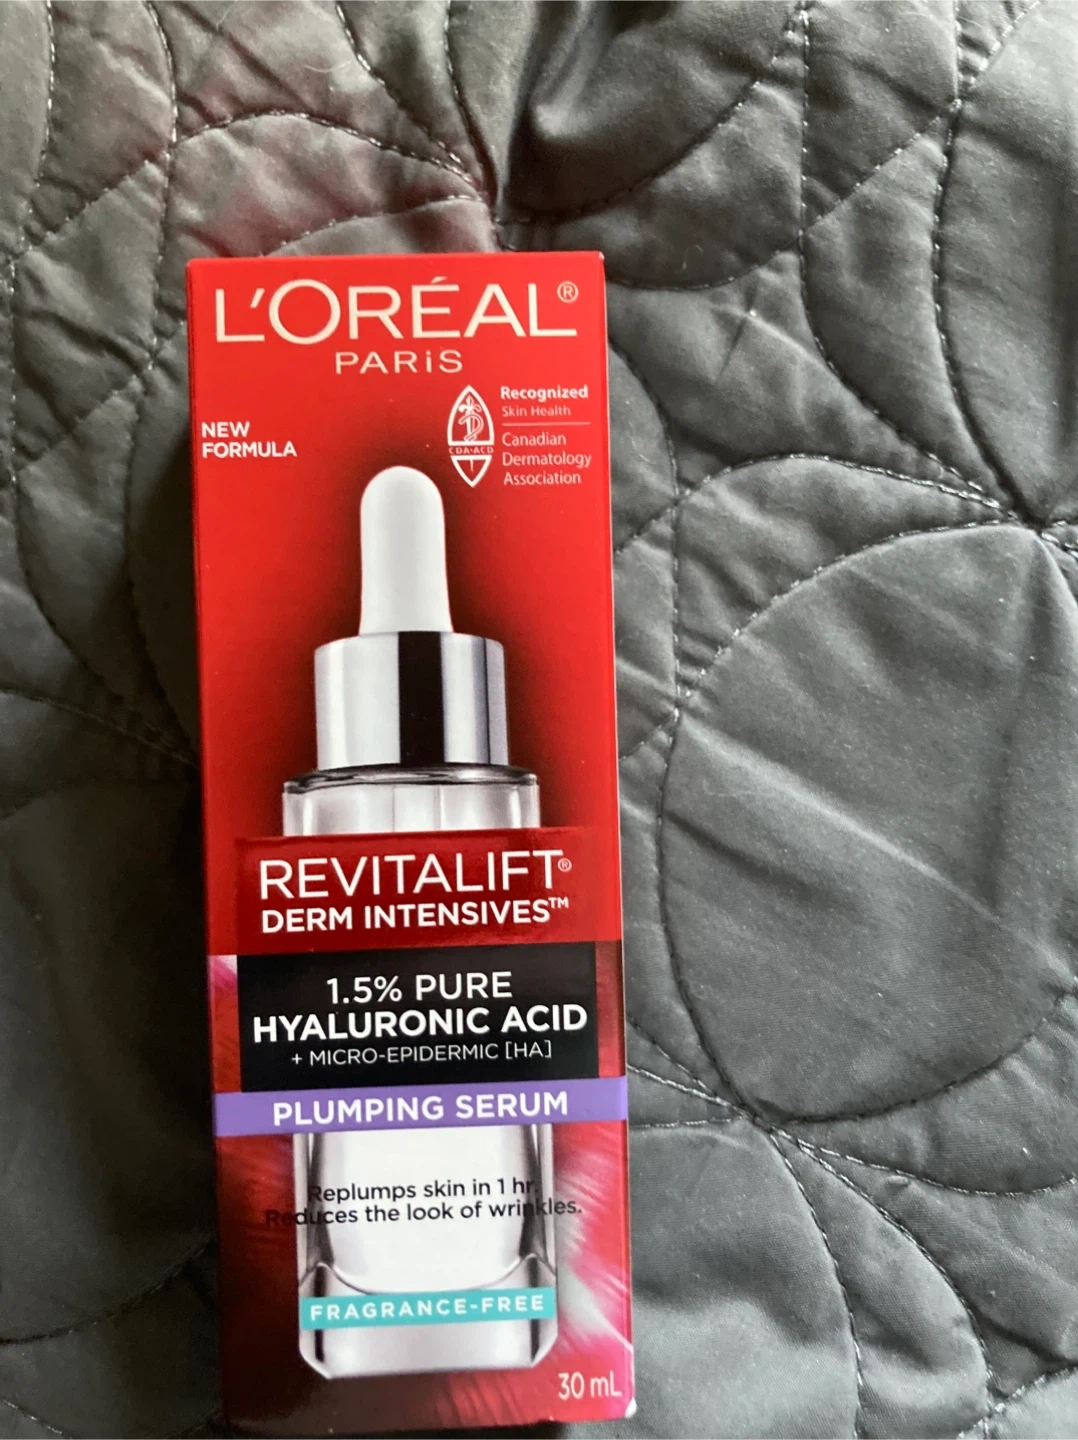 L'ORÉAL®
PARiS
Recognized
Skin Health
Canadian
Dermatology
Association
CDA•ACD
NEW
FORMULA
REVITALIFT®
DERM INTENSIVES™
1.5% PURE
HYALURONIC ACID
+ MICRO-EPIDERMIC [HA]
PLUMPING SERUM
Replumps skin in 1 hr.
Reduces the look of wrinkles.
FRAGRANCE-FREE
30 mL